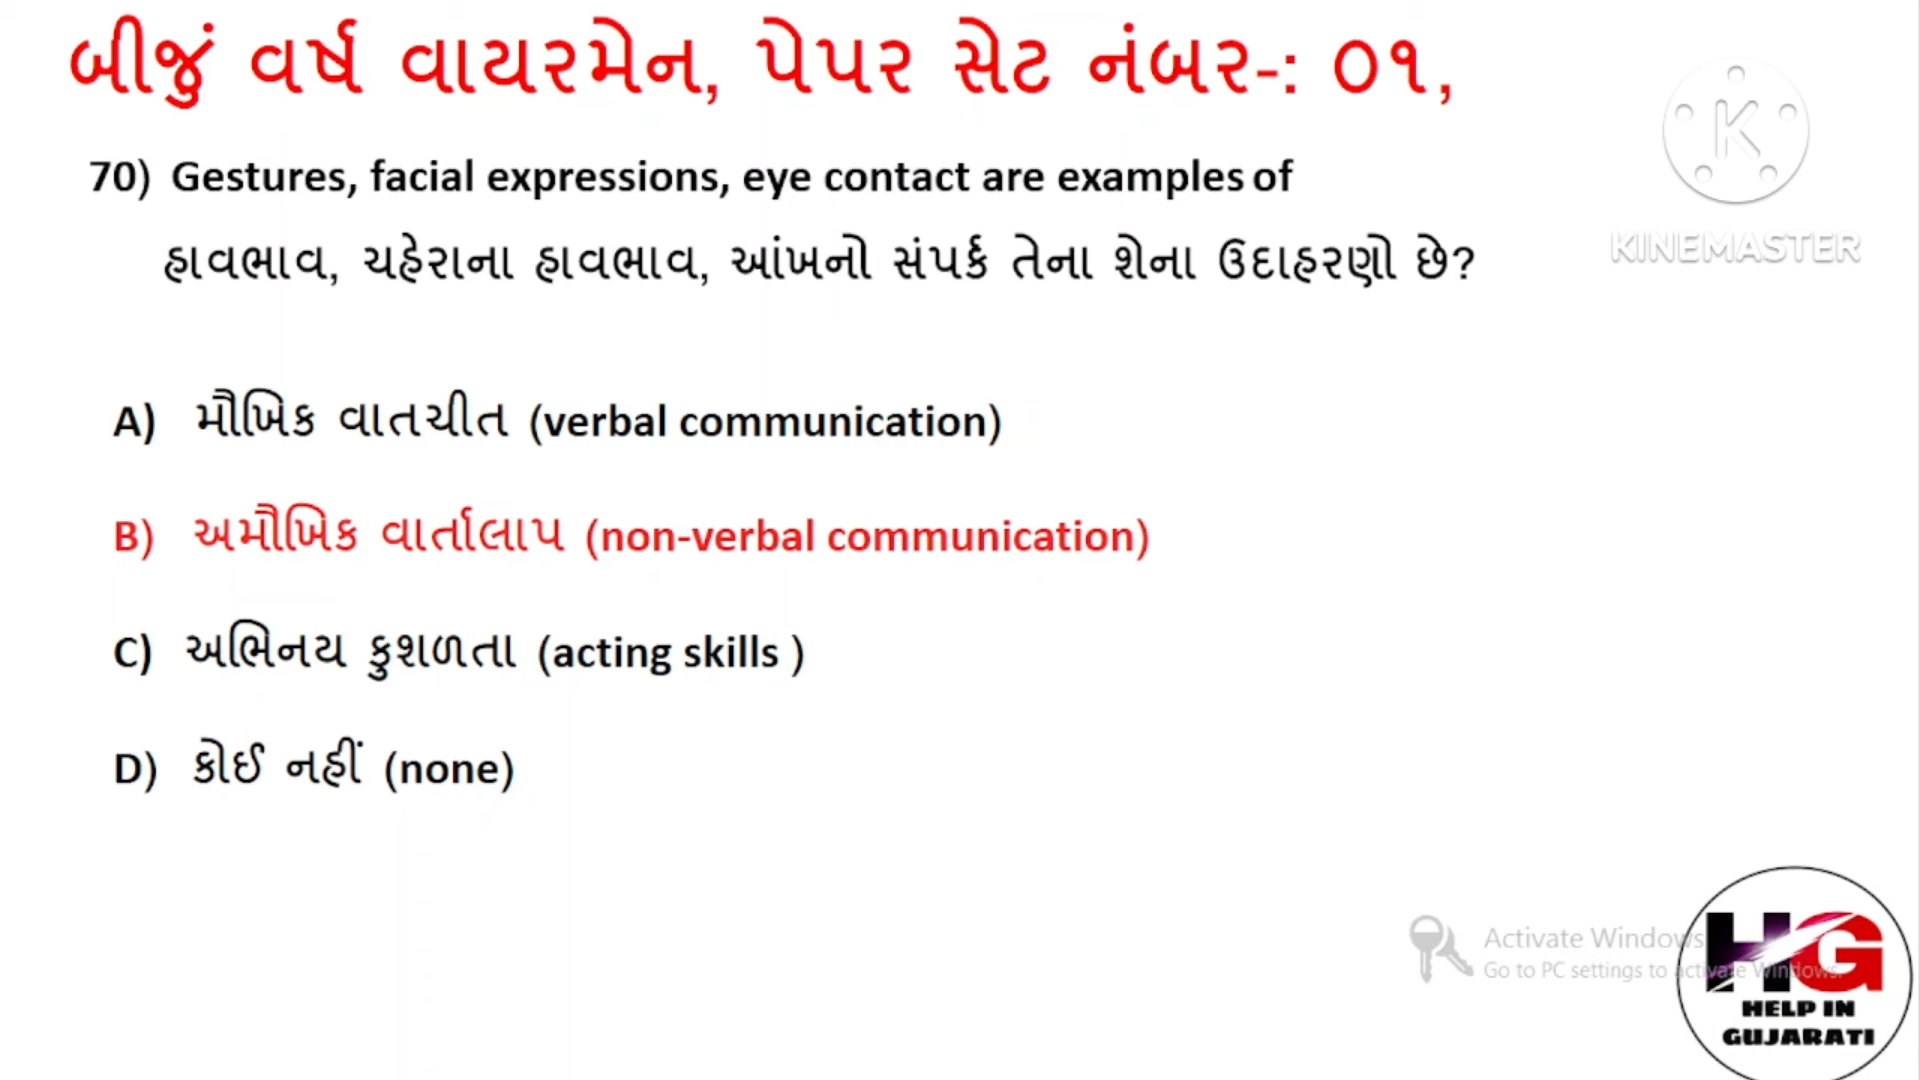 બીજું વર્ષ વાયરમેન, પેપર સેટ નંબર-: ૦૧,
70) Gestures, facial expressions, eye contact are examples of
હાવભાવ, ચહેરાના હાવભાવ, આંખનો સંપર્ક તેના શેના ઉદાહરણો છે?
A) મૌખિક વાતચીત (verbal communication)
B) અમૌખિક વાર્તાલાપ (non-verbal communication)
C) અભિનય કુશળતા (acting skills )
D) કોઈ નહીં (none)
K
KINEMASTER
Activate Windows
Go to PC settings to activate Windows.
HG
HELP IN
GUJARATI